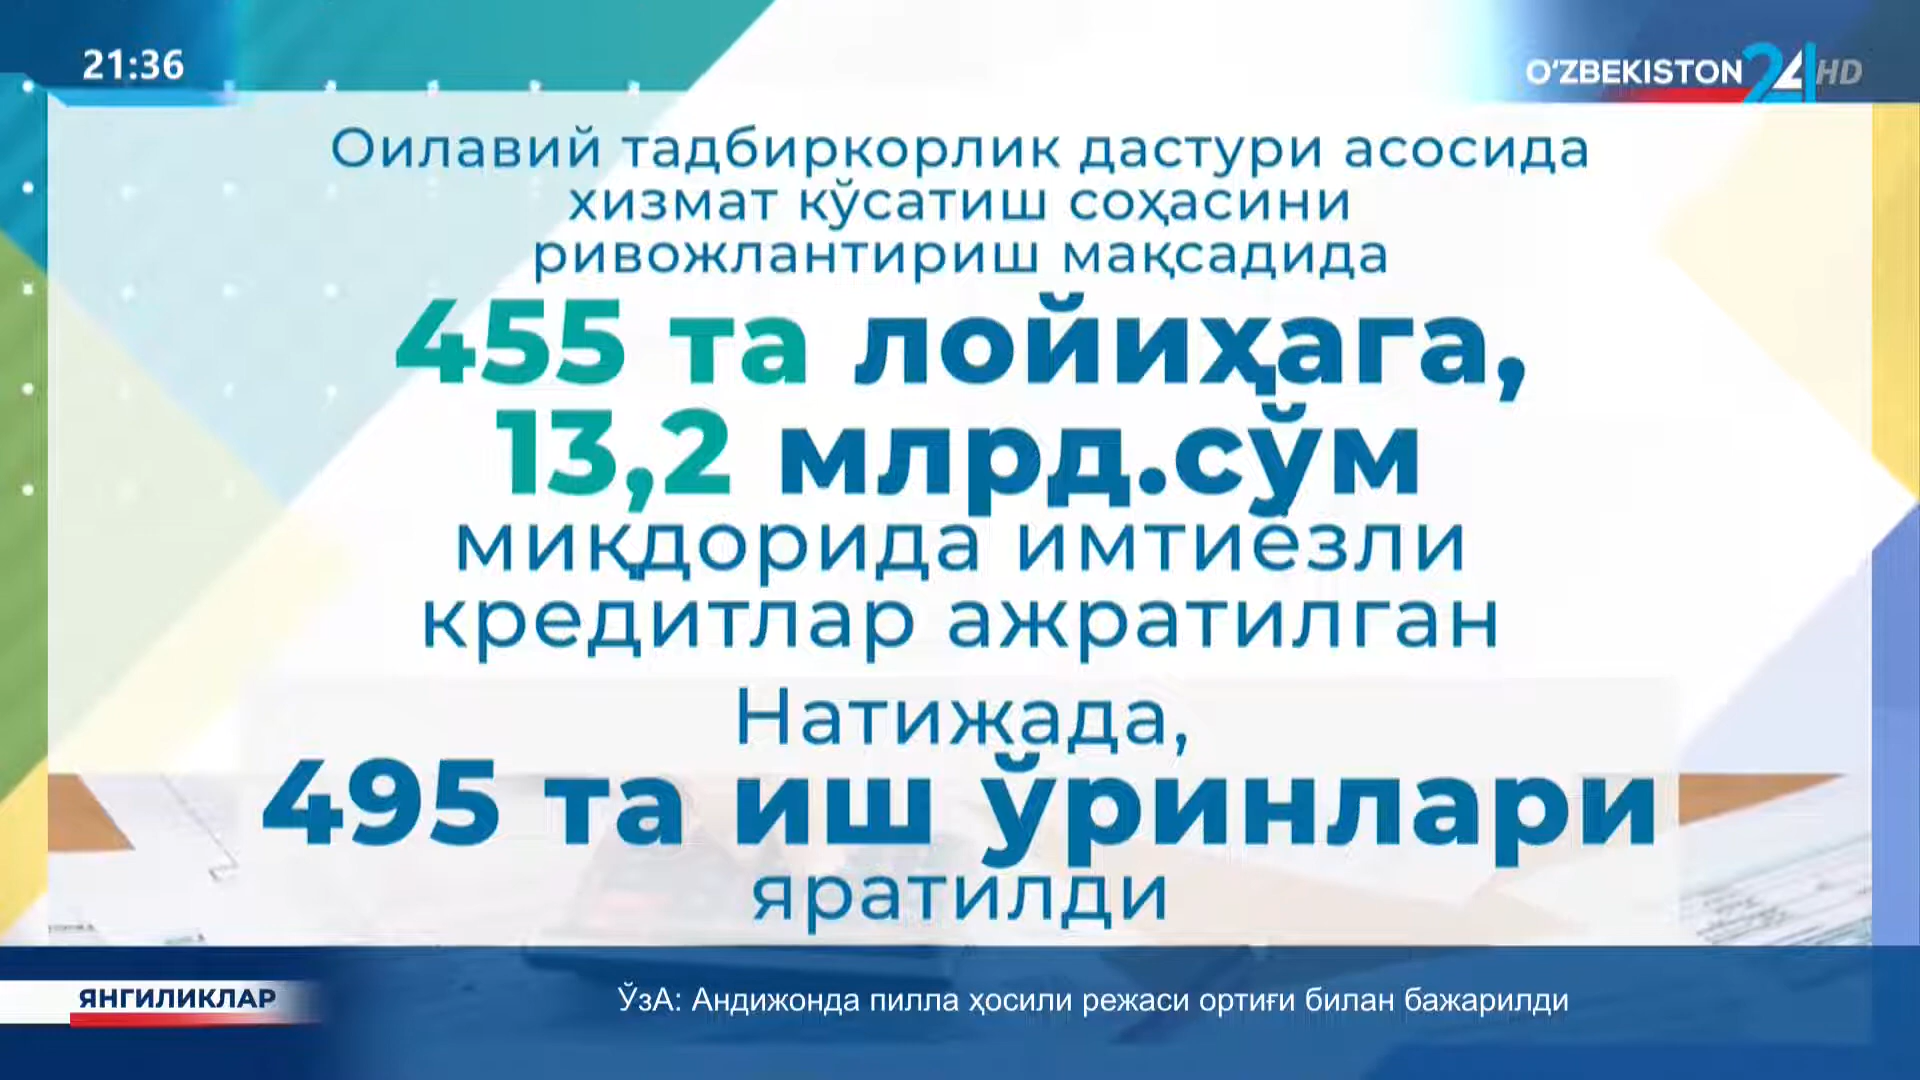 21:36
O‘ZBEKISTON 24 HD
Оилавий тадбиркорлик дастури асосида
хизмат кўсатиш соҳасини
ривожлантириш мақсадида
455 та лойиҳага,
13,2 млрд.сўм
миқдорида имтиёзли
кредитлар ажратилган
Натижада,
495 та иш ўринлари
яратилди
ЯНГИЛИКЛАР
ЎзА: Андижонда пилла ҳосили режаси ортиғи билан бажарилди